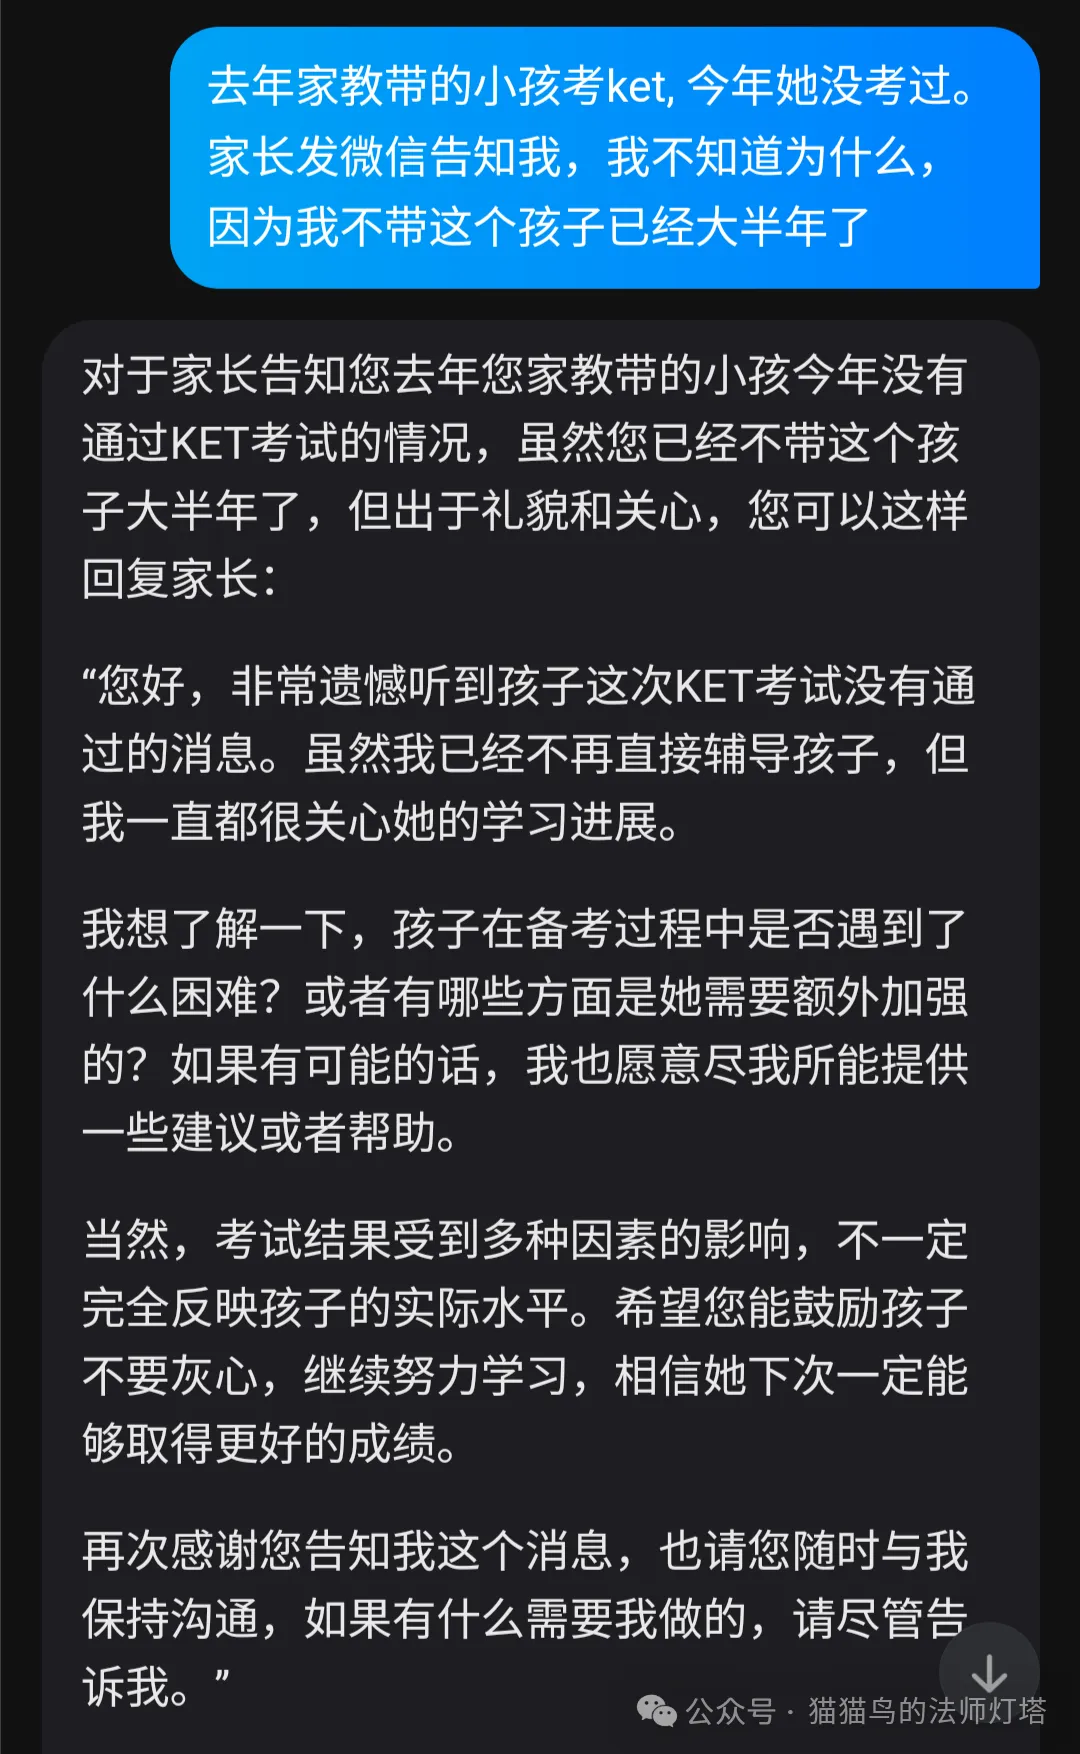 去年家教带的小孩考ket, 今年她没考过。
家长发微信告知我，我不知道为什么，
因为我不带这个孩子已经大半年了
对于家长告知您去年您家教带的小孩今年没有
通过KET考试的情况，虽然您已经不带这个孩
子大半年了，但出于礼貌和关心，您可以这样
回复家长：
“您好，非常遗憾听到孩子这次KET考试没有通
过的消息。虽然我已经不再直接辅导孩子，但
我一直都很关心她的学习进展。
我想了解一下，孩子在备考过程中是否遇到了
什么困难？或者有哪些方面是她需要额外加强
的？如果有可能的话，我也愿意尽我所能提供
一些建议或者帮助。
当然，考试结果受到多种因素的影响，不一定
完全反映孩子的实际水平。希望您能鼓励孩子
不要灰心，继续努力学习，相信她下次一定能
够取得更好的成绩。
再次感谢您告知我这个消息，也请您随时与我
保持沟通，如果有什么需要我做的，请尽管告
诉我。”
公众号 · 猫猫鸟的法师灯塔